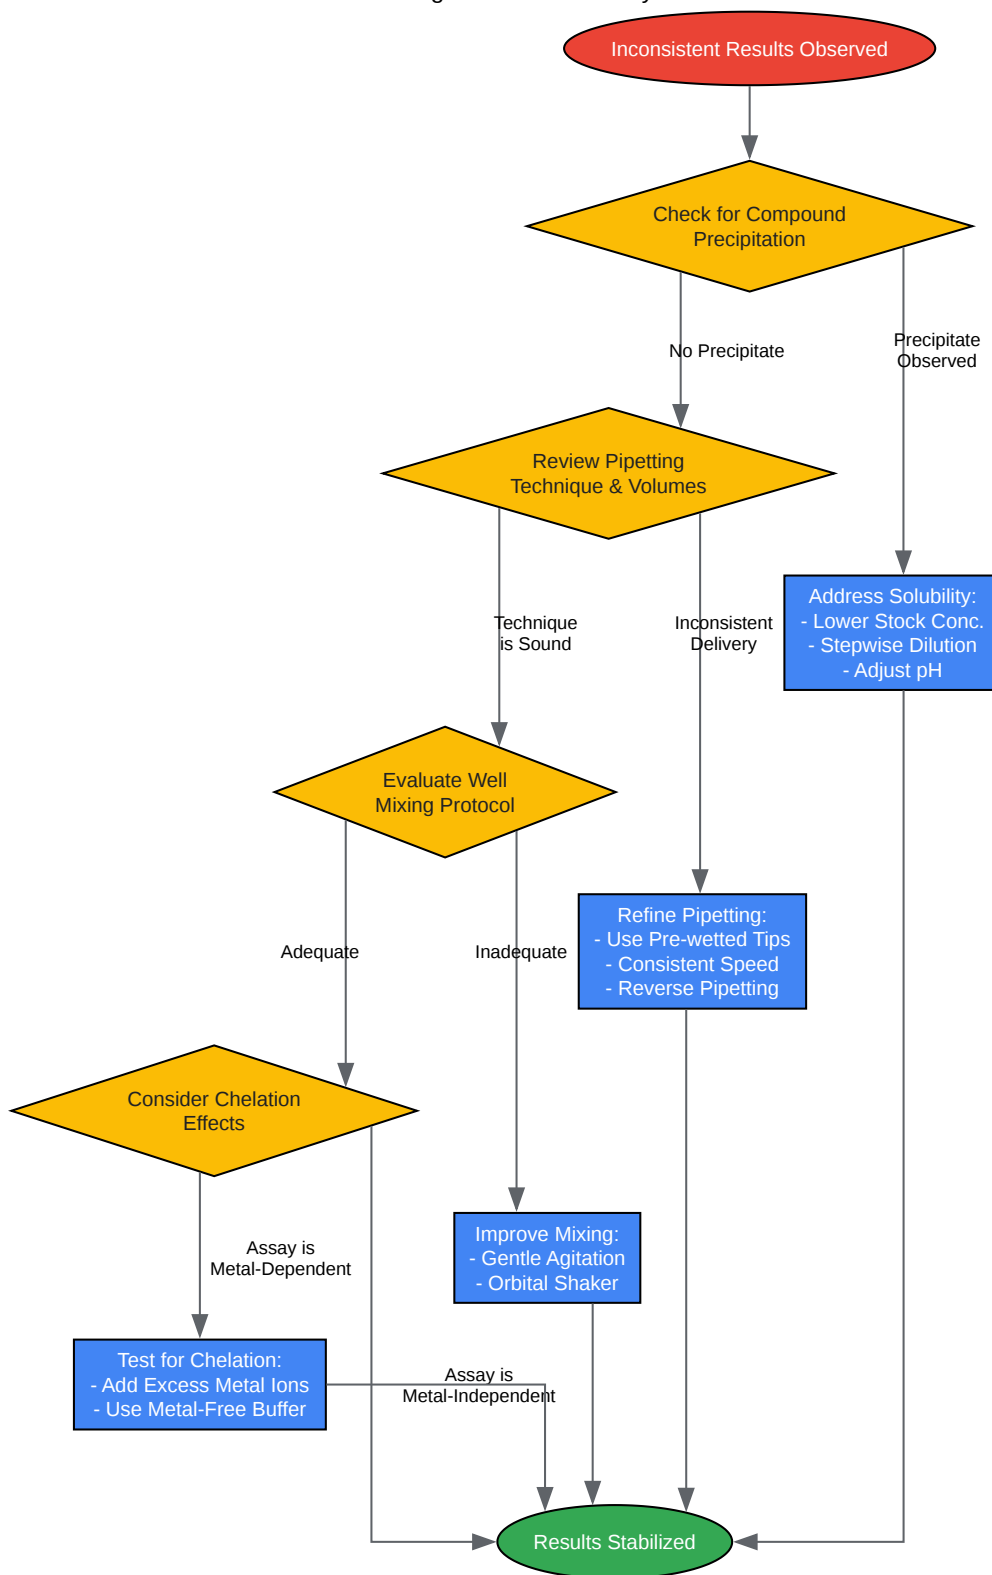 Inconsistent Results Observed
Check for Compound
Precipitation
No Precipitate
Precipitate
Observed
Review Pipetting
Technique & Volumes
Address Solubility:
- Lower Stock Conc.
- Stepwise Dilution
- Adjust pH
Technique
is Sound
Inconsistent
Delivery
Evaluate Well
Mixing Protocol
Refine Pipetting:
- Use Pre-wetted Tips
- Consistent Speed
- Reverse Pipetting
Adequate
Inadequate
Consider Chelation
Effects
Improve Mixing:
- Gentle Agitation
- Orbital Shaker
Assay is
Metal-Dependent
Test for Chelation:
- Add Excess Metal Ions
- Use Metal-Free Buffer
Assay is
Metal-Independent
Results Stabilized